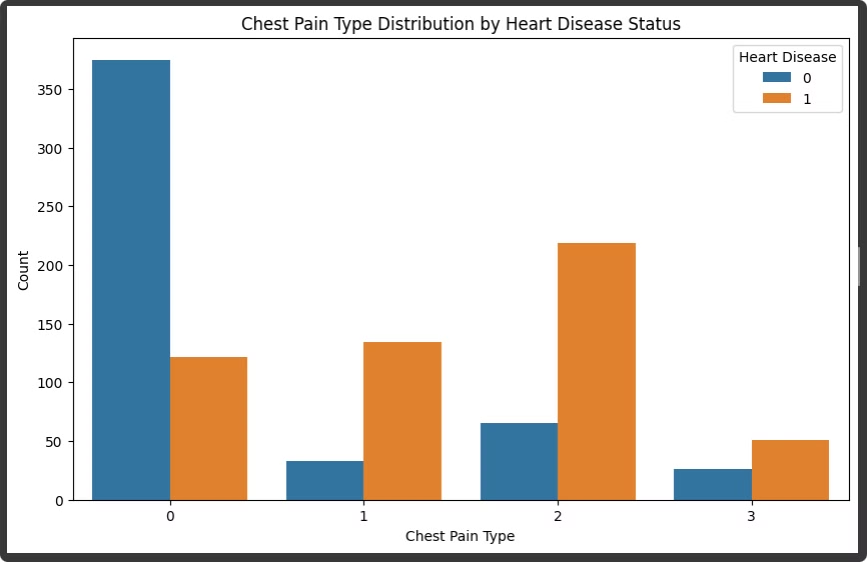 Chest Pain Type Distribution by Heart Disease Status
Heart Disease
0
1
350
300
250
200
150
100
50
0
Count
0 1 2 3
Chest Pain Type